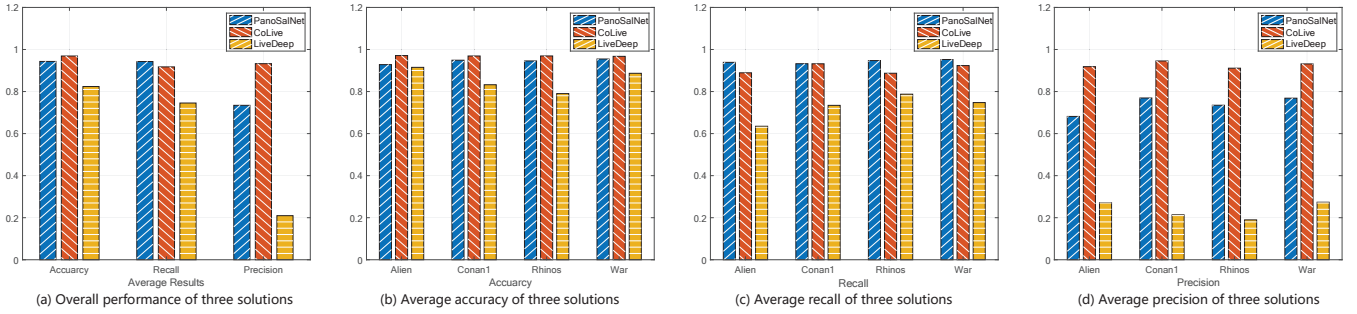 1.2
1
0.8
0.6
0.4
0.2
0
PanoSalNet
CoLive
LiveDeep
Accuarcy Recall Precision
Average Results
(a) Overall performance of three solutions
1.2
1
0.8
0.6
0.4
0.2
0
PanoSalNet
CoLive
LiveDeep
Alien Conan1 Rhinos War
Accuarcy
(b) Average accuracy of three solutions
1.2
1
0.8
0.6
0.4
0.2
0
PanoSalNet
CoLive
LiveDeep
Alien Conan1 Rhinos War
Recall
(c) Average recall of three solutions
1.2
1
0.8
0.6
0.4
0.2
0
PanoSalNet
CoLive
LiveDeep
Alien Conan1 Rhinos War
Precision
(d) Average precision of three solutions